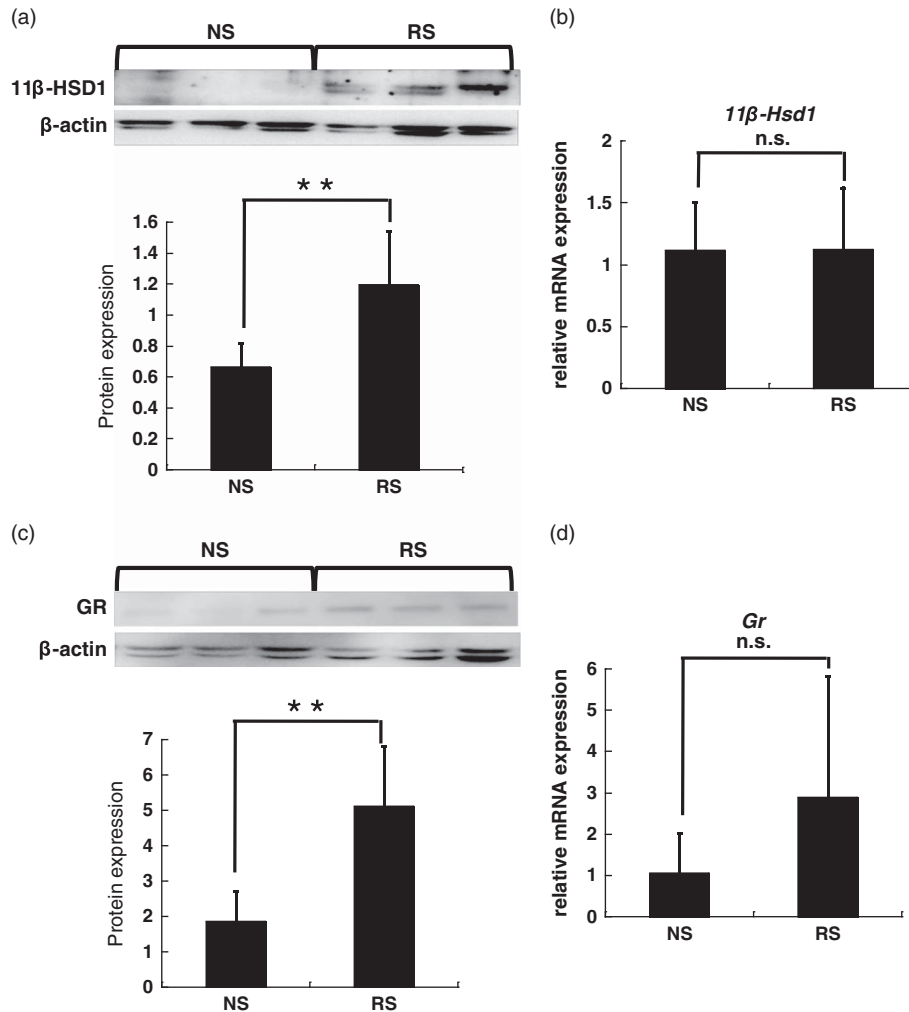 (a)
NS RS
11β-HSD1
β-actin
* *
1.6
1.4
1.2
1
0.8
0.6
0.4
0.2
0
Protein expression
NS RS
(b)
11β-Hsd1
n.s.
2
1.5
1
0.5
0
relative mRNA expression
NS RS
(c)
NS RS
GR
β-actin
* *
7
6
5
4
3
2
1
0
Protein expression
NS RS
(d)
Gr
n.s.
6
5
4
3
2
1
0
relative mRNA expression
NS RS